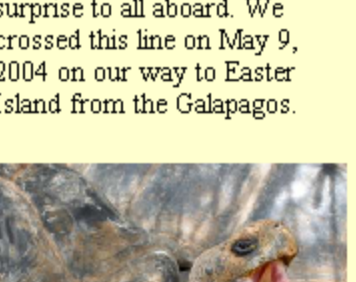 surprise to all aboard. We
crossed this line on May 9,
2004 on our way to Easter
Island from the Galapagos.